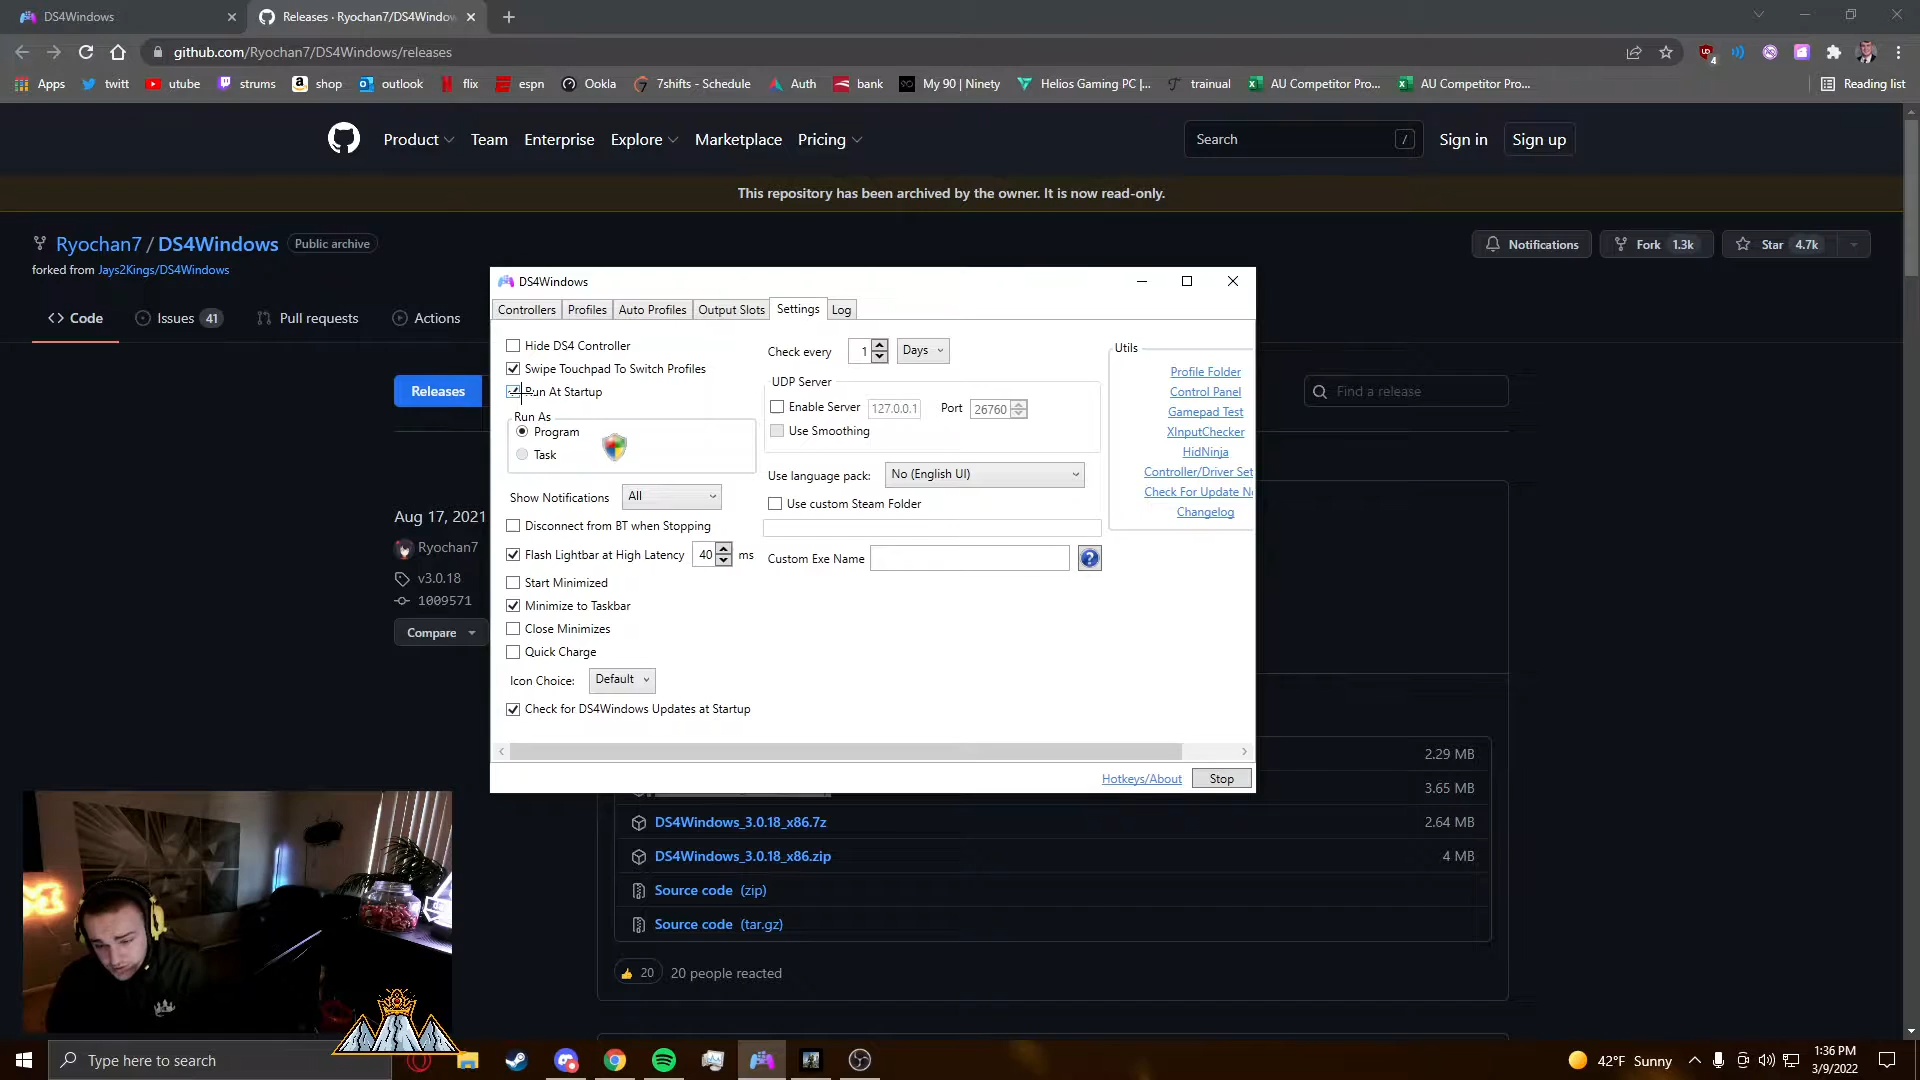 DS4Windows
Releases · Ryochan7/DS4Window
github.com/Ryochan7/DS4Windows/releases
4
Apps
twitt
utube
strums
shop
outlook
flix
espn
Ookla
7shifts - Schedule
Auth
bank
My 90 | Ninety
Helios Gaming PC |...
trainual
AU Competitor Pro...
AU Competitor Pro...
Reading list
Product
Team
Enterprise
Explore
Marketplace
Pricing
Search
/
Sign in
Sign up
This repository has been archived by the owner. It is now read-only.
Ryochan7 / DS4Windows
Public archive
Notifications
Fork 1.3k
Star 4.7k
forked from Jays2Kings/DS4Windows
Code
Issues 41
Pull requests
Actions
Releases
Find a release
Aug 17, 2021
Ryochan7
v3.0.18
1009571
Compare
DS4Windows
Controllers
Profiles
Auto Profiles
Output Slots
Settings
Log
Hide DS4 Controller
Swipe Touchpad To Switch Profiles
Run At Startup
Run As
Program
Task
Show Notifications
All
Disconnect from BT when Stopping
Flash Lightbar at High Latency
40
ms
Start Minimized
Minimize to Taskbar
Close Minimizes
Quick Charge
Icon Choice:
Default
Check for DS4Windows Updates at Startup
Check every
1
Days
UDP Server
Enable Server
127.0.0.1
Port
26760
Use Smoothing
Use language pack:
No (English UI)
Use custom Steam Folder
Custom Exe Name
Utils
Profile Folder
Control Panel
Gamepad Test
XInputChecker
HidNinja
Controller/Driver Set
Check For Update N
Changelog
Hotkeys/About
Stop
2.29 MB
3.65 MB
DS4Windows_3.0.18_x86.7z
2.64 MB
DS4Windows_3.0.18_x86.zip
4 MB
Source code (zip)
Source code (tar.gz)
20
20 people reacted
Type here to search
42°F Sunny
1:36 PM
3/9/2022